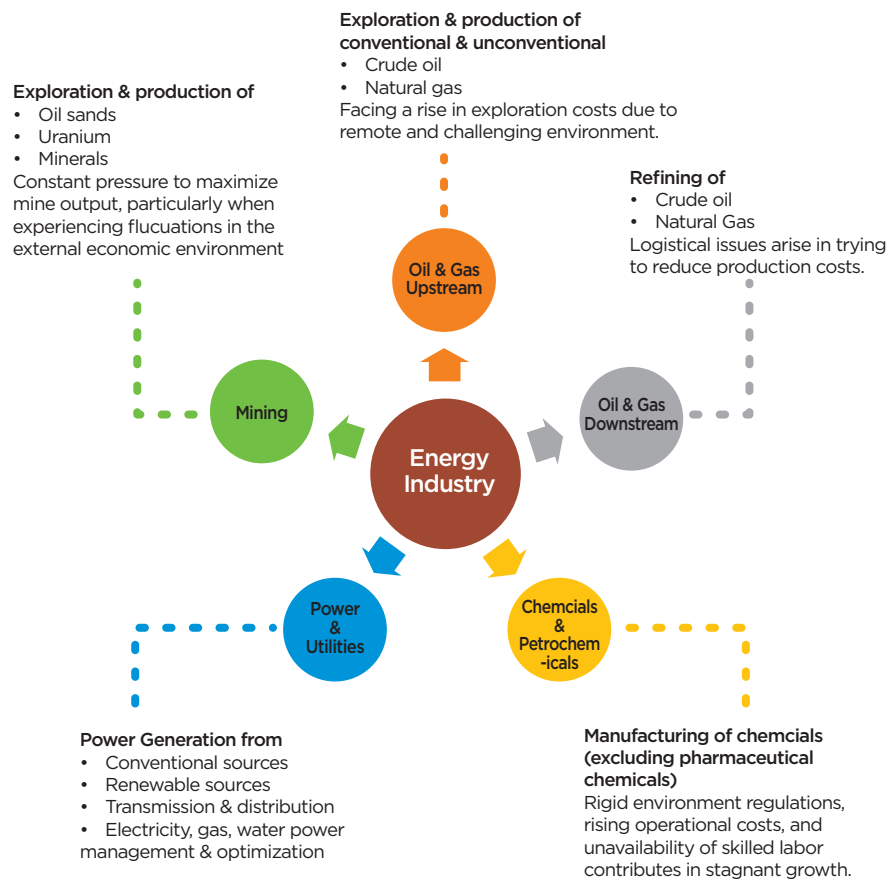 Exploration & production of
conventional & unconventional
• Crude oil
• Natural gas
Facing a rise in exploration costs due to
remote and challenging environment.
Exploration & production of
• Oil sands
• Uranium
• Minerals
Constant pressure to maximize
mine output, particularly when
experiencing flucuations in the
external economic environment
Refining of
• Crude oil
• Natural Gas
Logistical issues arise in trying
to reduce production costs.
Oil & Gas
Upstream
Mining
Oil & Gas
Downstream
Energy
Industry
Power
&
Utilities
Chemcials
&
Petrochem
-icals
Power Generation from
• Conventional sources
• Renewable sources
• Transmission & distribution
• Electricity, gas, water power
management & optimization
Manufacturing of chemcials
(excluding pharmaceutical
chemicals)
Rigid environment regulations,
rising operational costs, and
unavailability of skilled labor
contributes in stagnant growth.